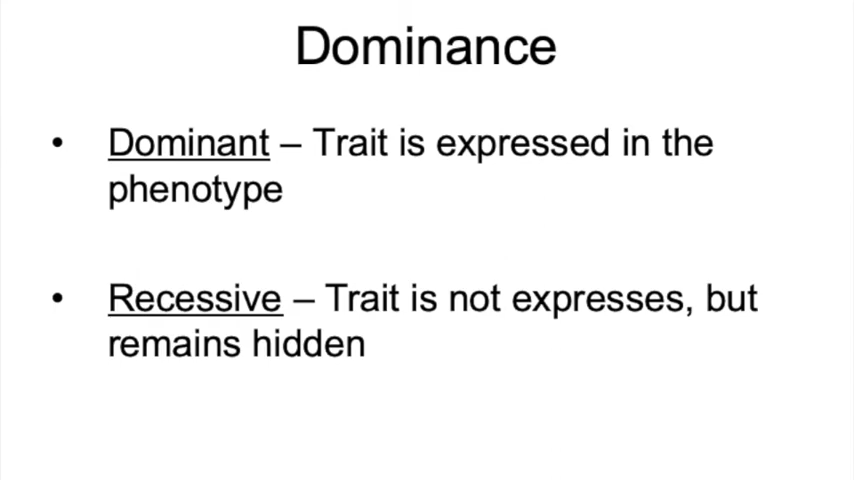 Dominance
• Dominant – Trait is expressed in the
phenotype
• Recessive – Trait is not expresses, but
remains hidden